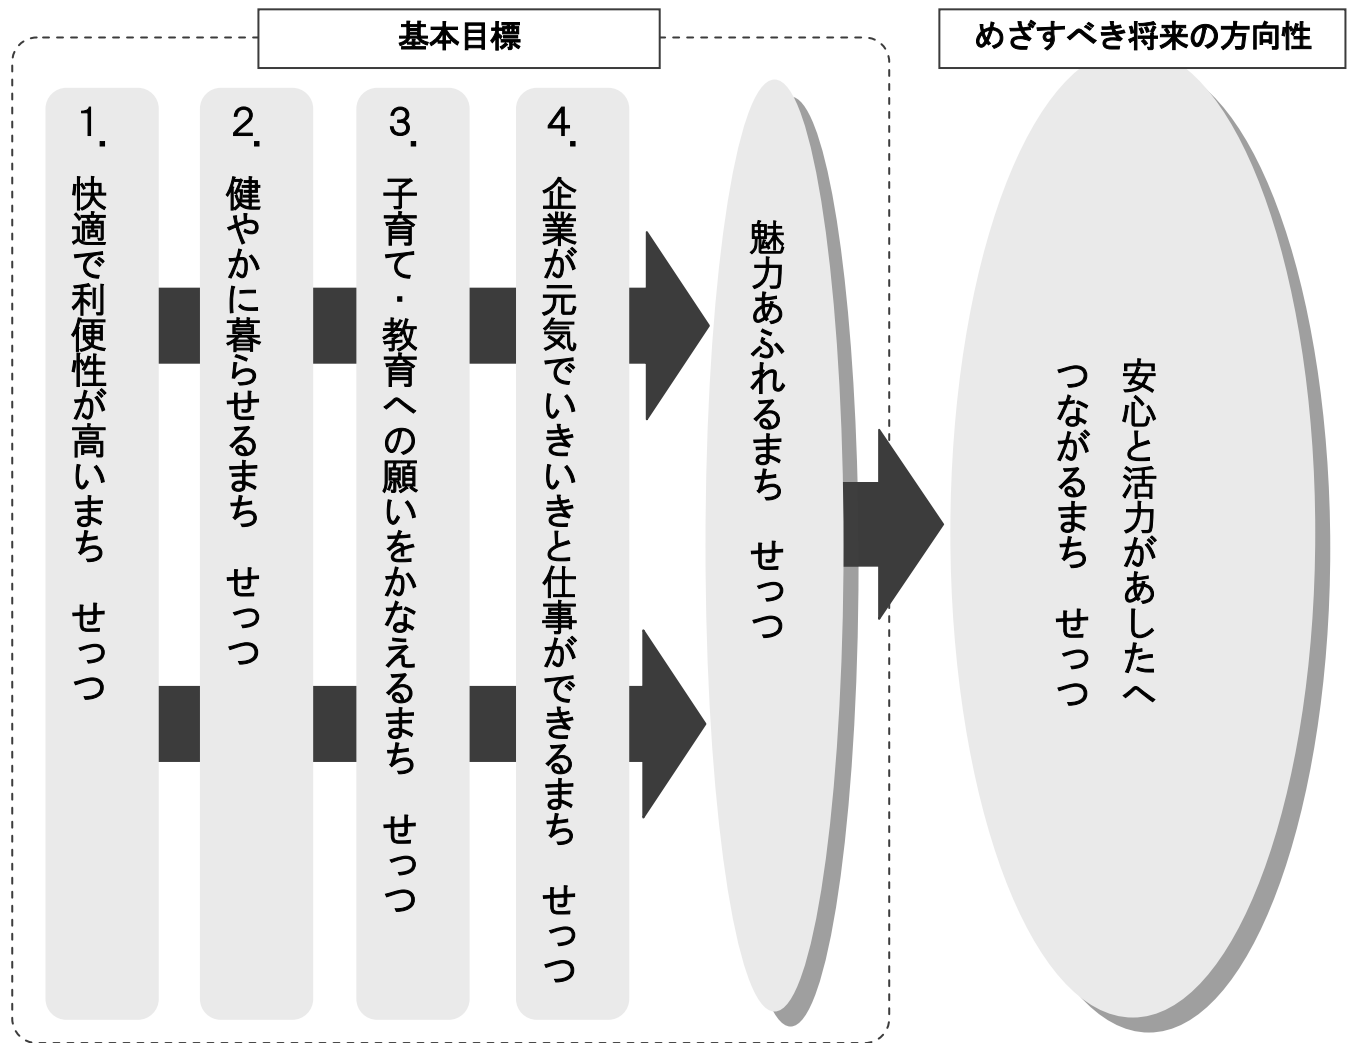 基本目標
めざすべき将来の方向性
1．快適で利便性が高いまち　せっつ
2．健やかに暮らせるまち　せっつ
3．子育て・教育への願いをかなえるまち　せっつ
4．企業が元気でいきいきと仕事ができるまち　せっつ
魅力あふれるまち　せっつ
安心と活力があしたへ
つながるまち　せっつ